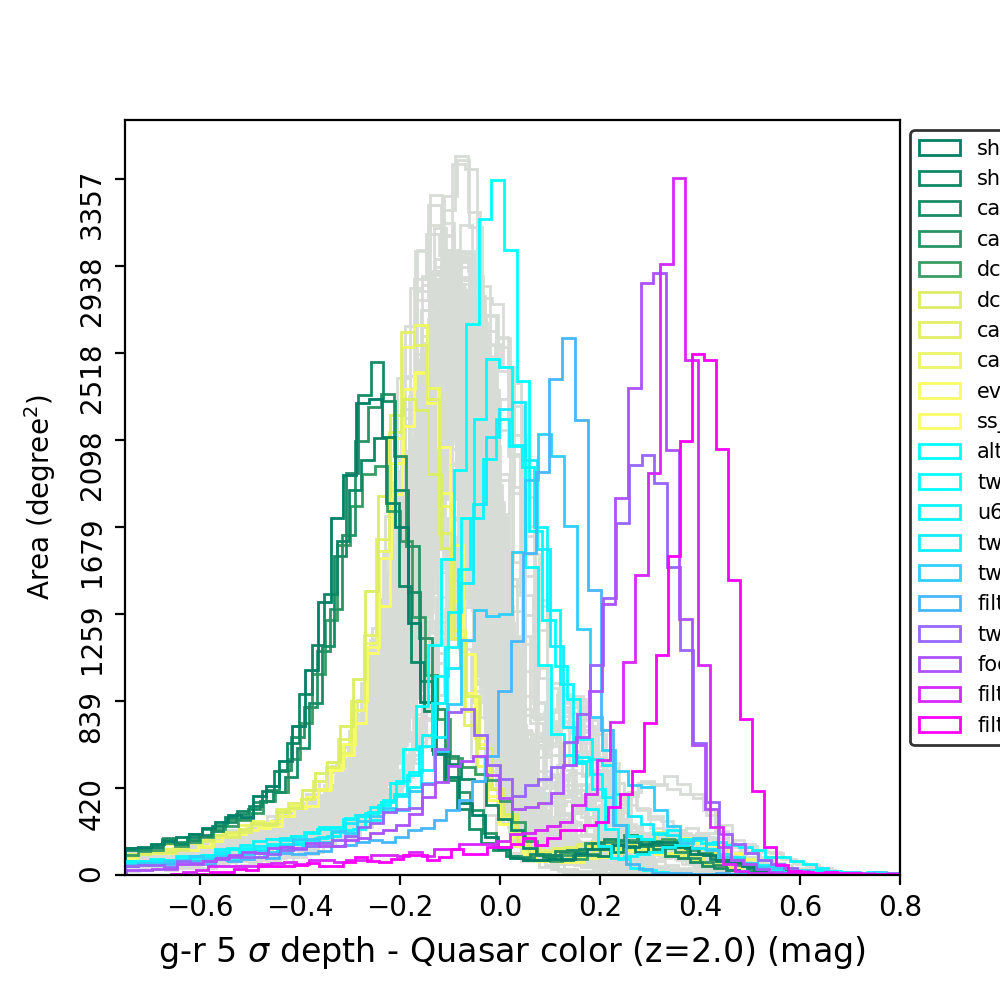 3357
2938
2518
2098
1679
1259
839
420
0
Area (degree²)
−0.6 −0.4 −0.2 0.0 0.2 0.4 0.6 0.8
g-r 5 σ depth - Quasar color (z=2.0) (mag)
sh
sh
ca
ca
dc
dc
ca
ca
ev
ss_
alt
tw
u6
tw
tw
filt
tw
foo
filt
filt